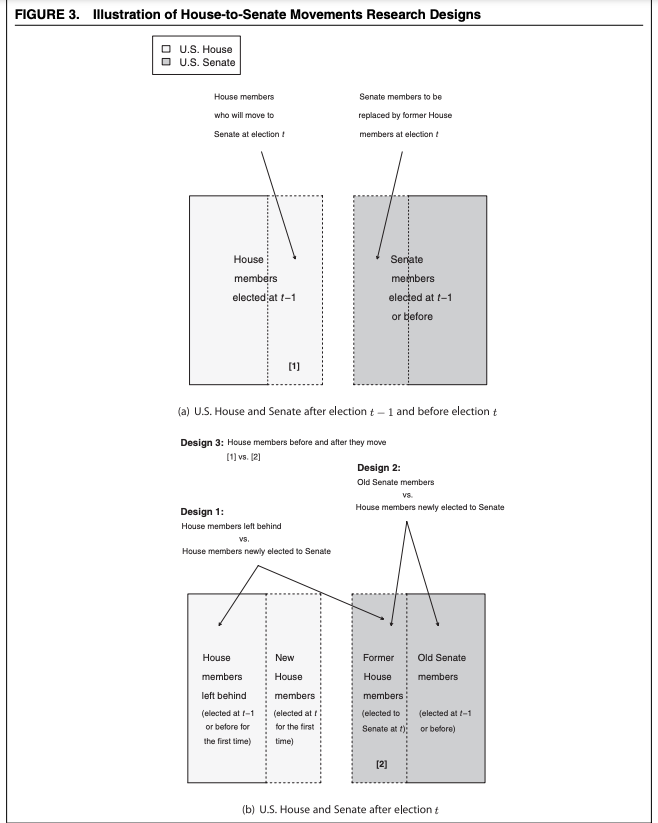 FIGURE 3. Illustration of House-to-Senate Movements Research Designs
U.S. House
U.S. Senate
House members
who will move to
Senate at election t
Senate members to be
replaced by former House
members at election t
House
members
elected at t−1
[1]
Senate
members
elected at t−1
or before
(a) U.S. House and Senate after election t − 1 and before election t
Design 3: House members before and after they move
[1] vs. [2]
Design 2:
Old Senate members
vs.
House members newly elected to Senate
Design 1:
House members left behind
vs.
House members newly elected to Senate
House
members
left behind
(elected at t−1
or before for
the first time)
New
House
members
(elected at t
for the first
time)
Former
House
members
(elected to
Senate at t)
[2]
Old Senate
members
(elected at t−1
or before)
(b) U.S. House and Senate after election t